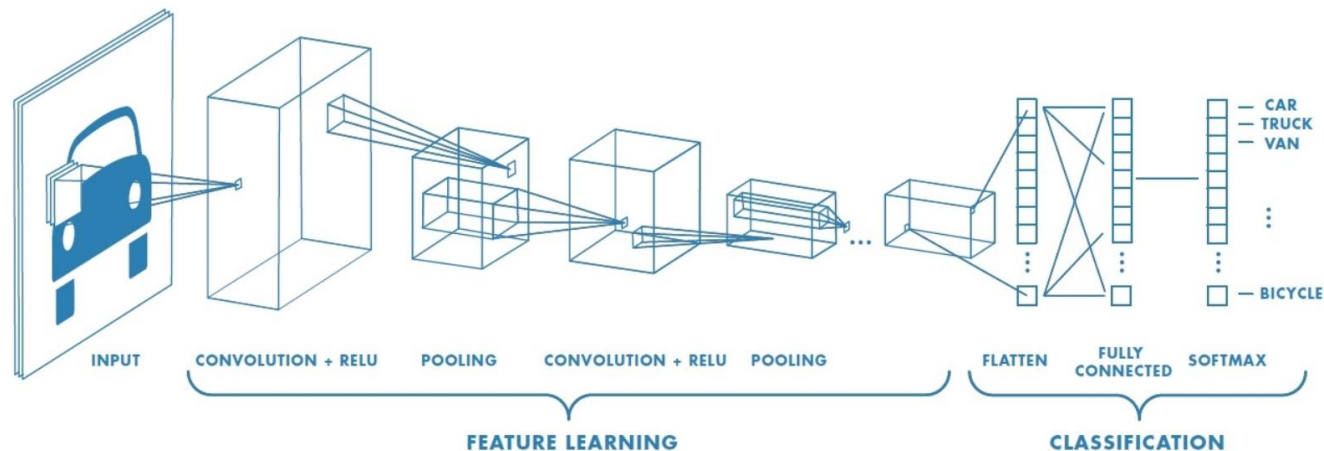 CAR
TRUCK
VAN
BICYCLE
INPUT
CONVOLUTION + RELU
POOLING
CONVOLUTION + RELU
POOLING
FLATTEN
FULLY
CONNECTED
SOFTMAX
FEATURE LEARNING
CLASSIFICATION